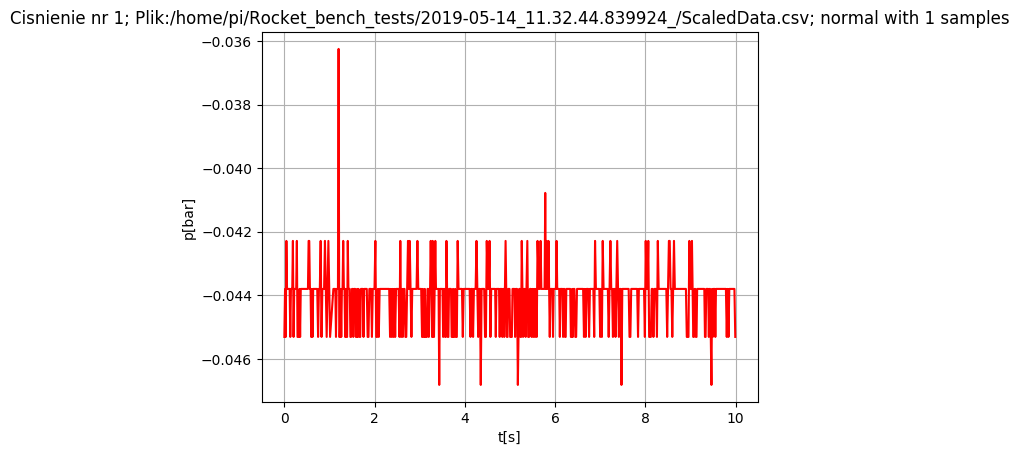 Cisnienie nr 1; Plik:/home/pi/Rocket_bench_tests/2019-05-14_11.32.44.839924_/ScaledData.csv; normal with 1 samples
−0.036
−0.038
−0.040
−0.042
−0.044
−0.046
p[bar]
0 2 4 6 8 10
t[s]